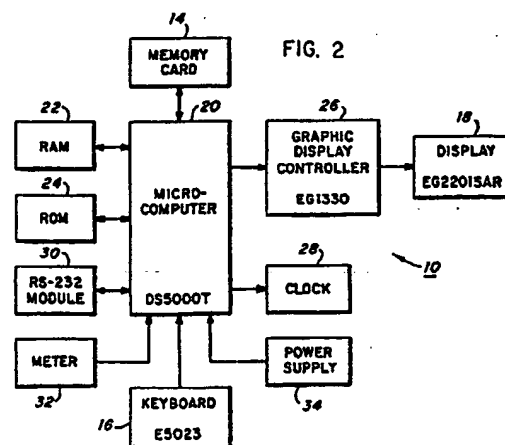 FIG. 2
14
MEMORY
CARD
22
RAM
24
ROM
30
RS-232
MODULE
METER
32
20
MICRO-
COMPUTER
DS5000T
26
GRAPHIC
DISPLAY
CONTROLLER
EG1330
18
DISPLAY
EG2201SAR
10
28
CLOCK
POWER
SUPPLY
34
16
KEYBOARD
E5023